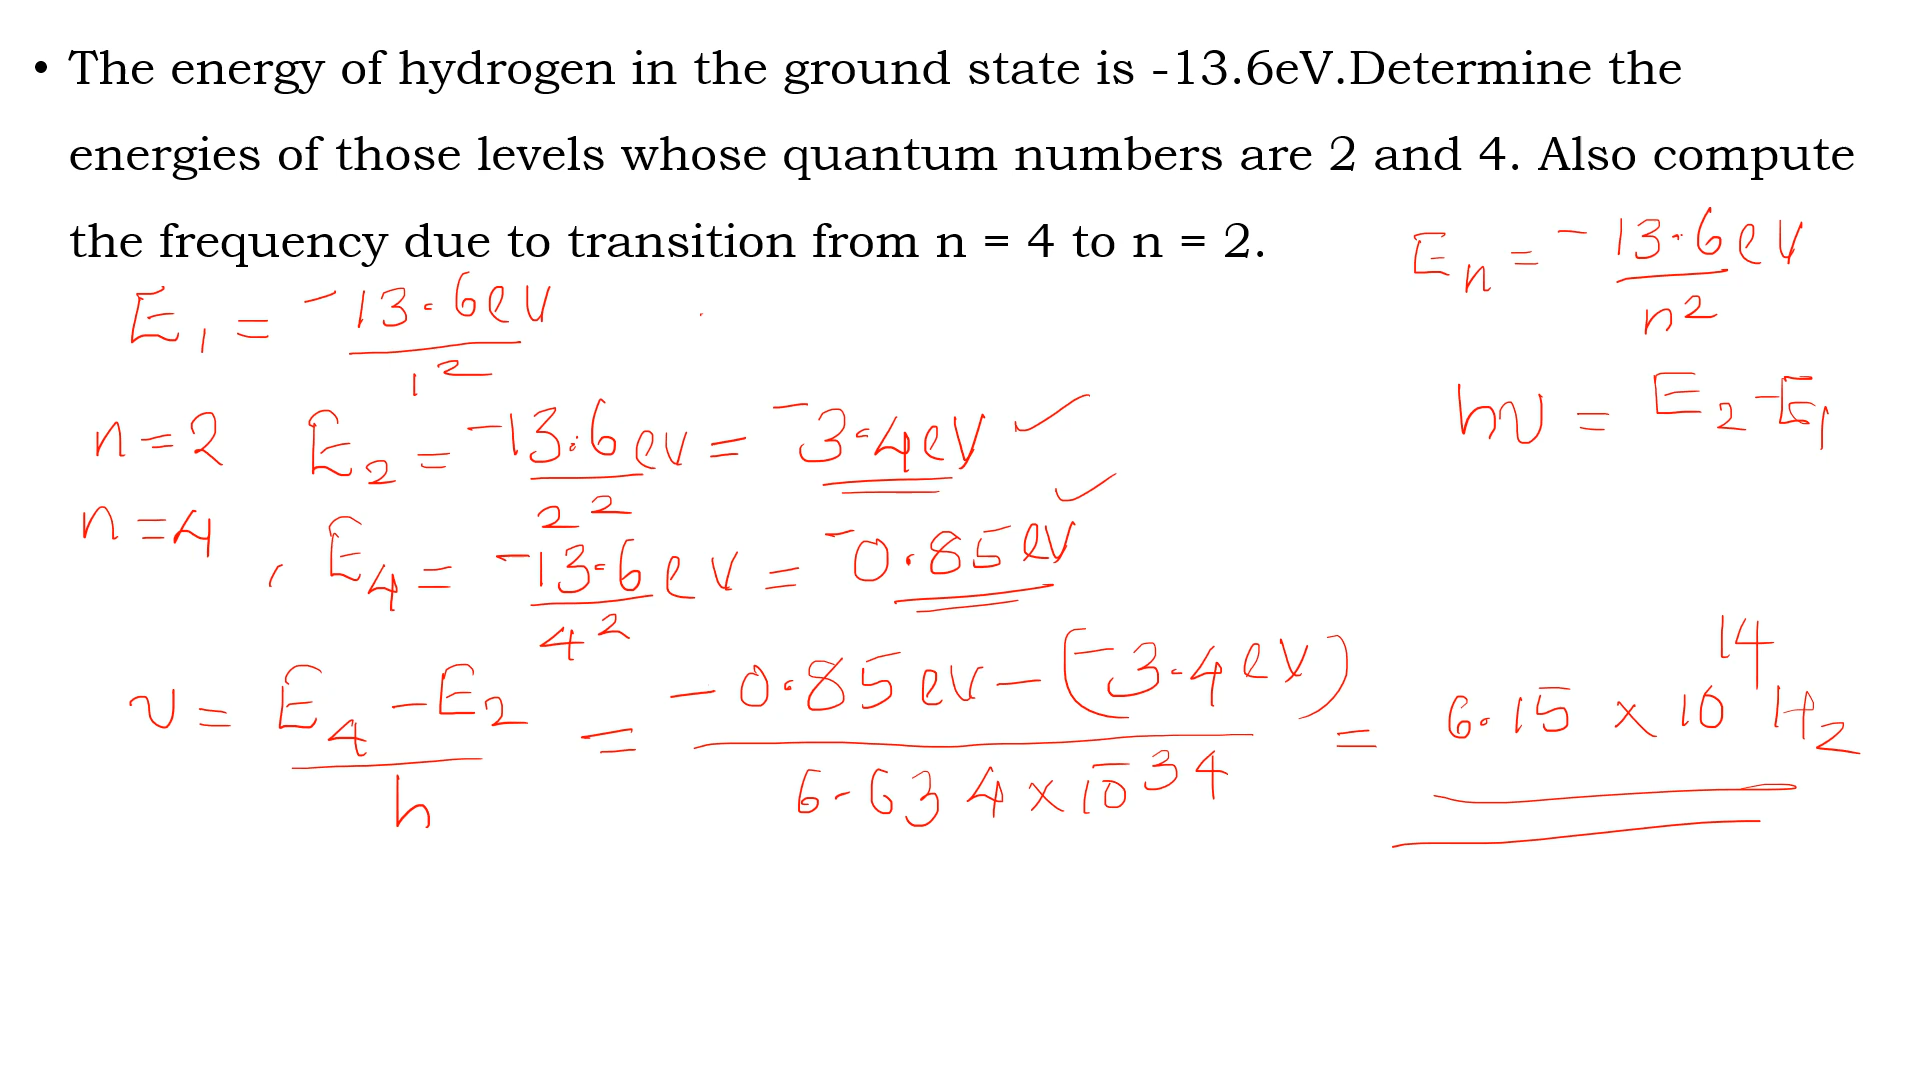 • The energy of hydrogen in the ground state is -13.6eV.Determine the
energies of those levels whose quantum numbers are 2 and 4. Also compute
the frequency due to transition from n = 4 to n = 2.
Eₙ = -13.6eV / n²
E₁ = -13.6eV / 1²
hν = E₂ - E₁
n=2 E₂ = -13.6eV / 2² = -3.4eV ✓
n=4, E₄ = -13.6eV / 4² = -0.85eV ✓
ν = E₄ - E₂ / h = -0.85eV - (-3.4eV) / 6.634 × 10⁻³⁴ = 6.15 × 10¹⁴ Hz